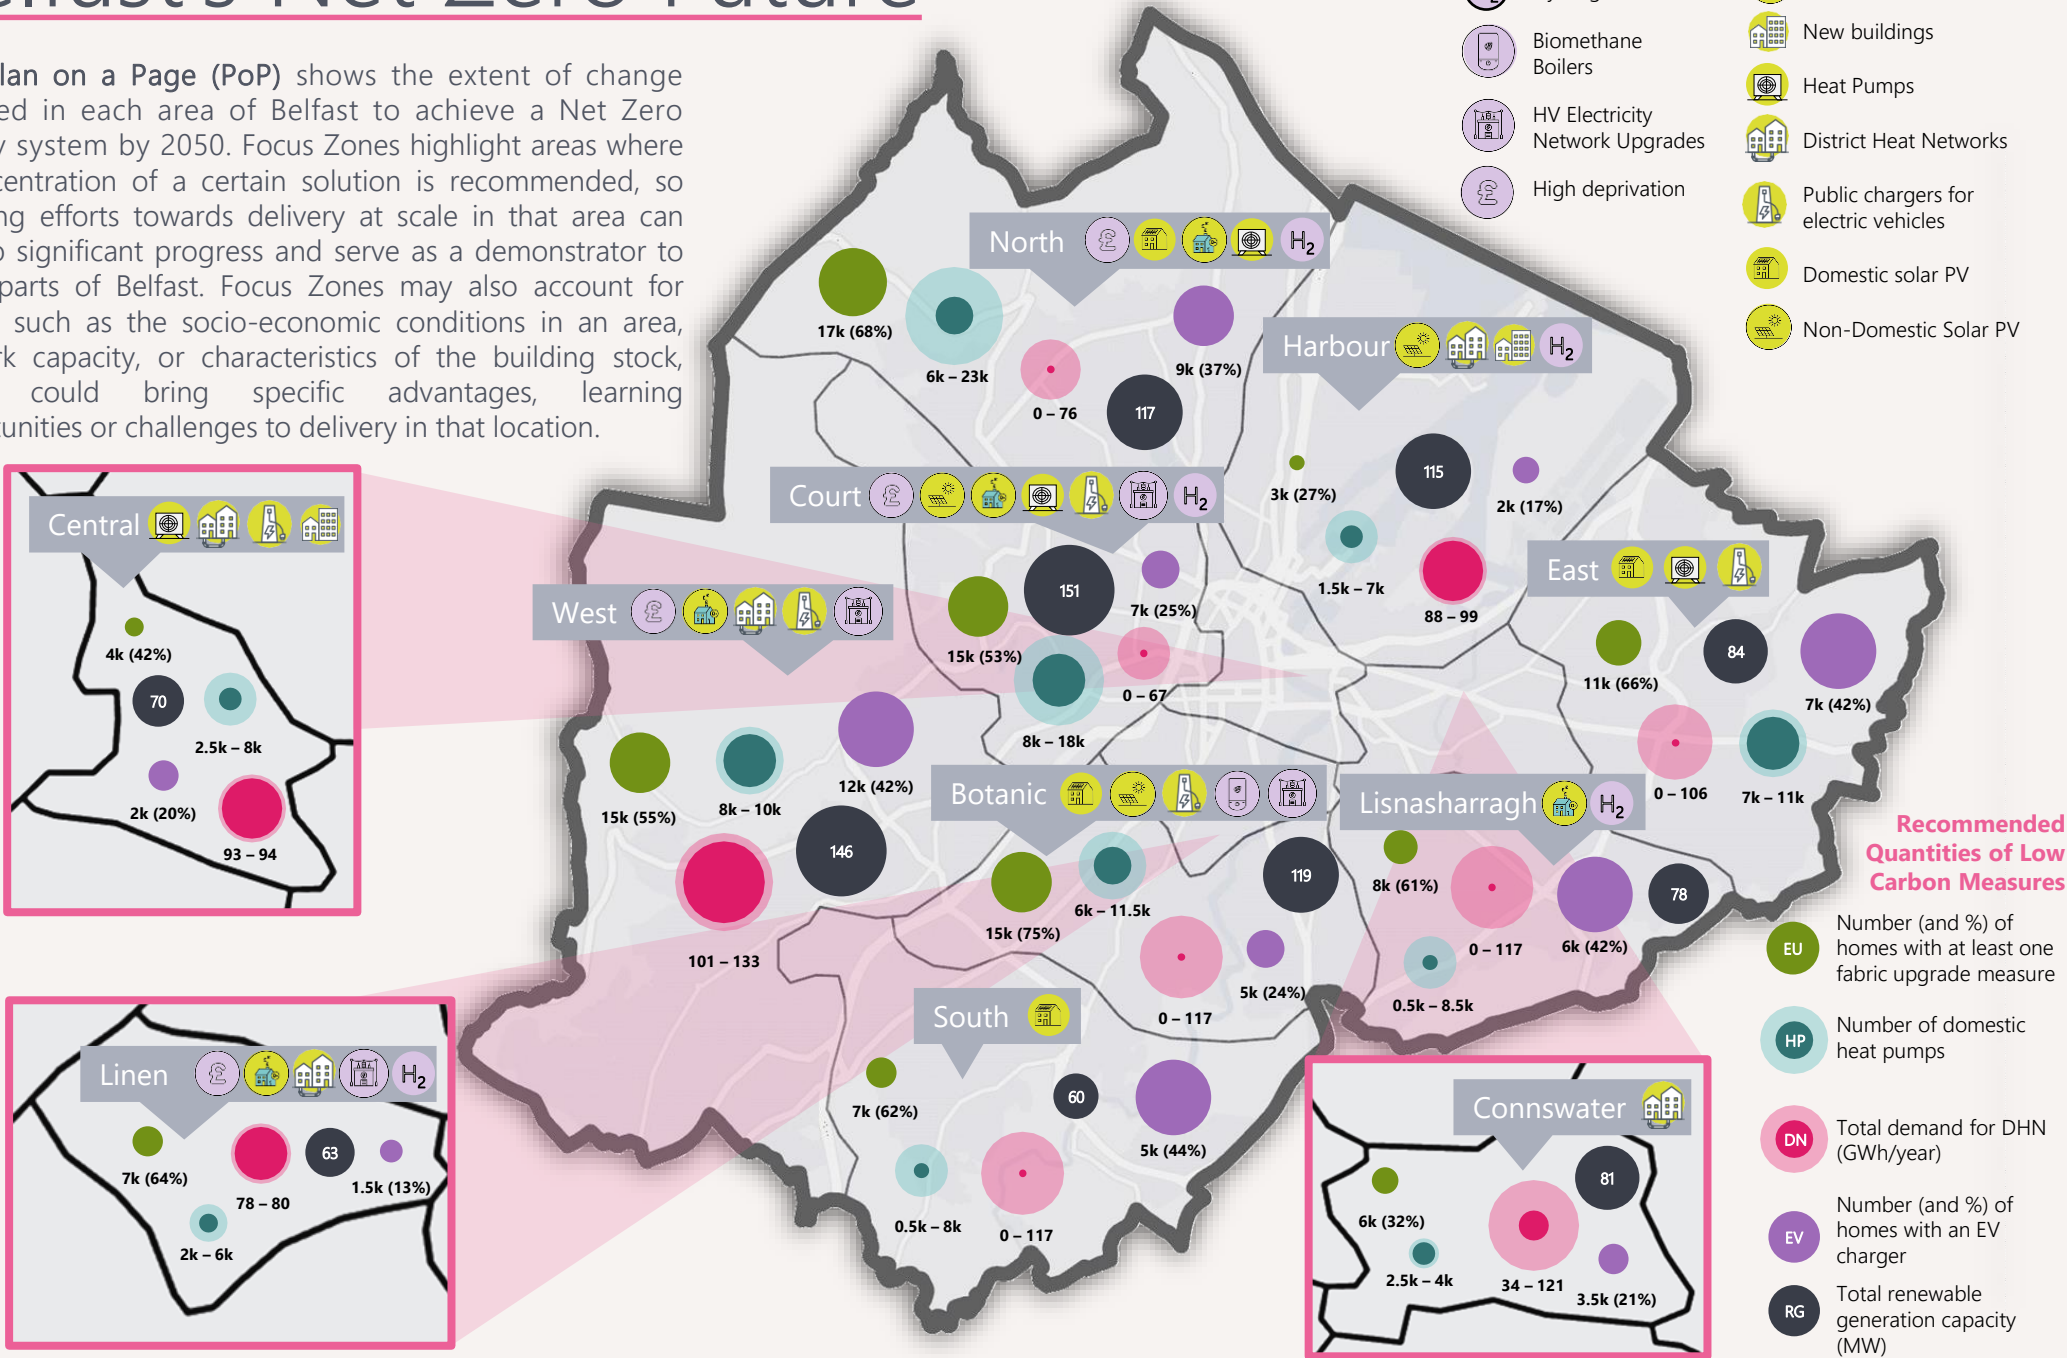 Net Zero Future
Plan on a Page (PoP) shows the extent of change
in each area of Belfast to achieve a Net Zero
system by 2050. Focus Zones highlight areas where
of a certain solution is recommended, so
efforts towards delivery at scale in that area can
significant progress and serve as a demonstrator to
parts of Belfast. Focus Zones may also account for
such as the socio-economic conditions in an area,
capacity, or characteristics of the building stock,
could bring specific advantages, learning
or challenges to delivery in that location.
H2
Biomethane
Boilers
HV Electricity
Network Upgrades
£ High deprivation
New buildings
Heat Pumps
District Heat Networks
Public chargers for
electric vehicles
Domestic solar PV
Non-Domestic Solar PV
North £ H2
17k (68%)
6k – 23k
0 – 76
9k (37%)
117
Harbour H2
3k (27%)
115
2k (17%)
1.5k – 7k
88 – 99
Court £ H2
151
7k (25%)
15k (53%)
0 – 67
8k – 18k
East
11k (66%)
84
7k (42%)
0 – 106
7k – 11k
Central
4k (42%)
70
2.5k – 8k
2k (20%)
93 – 94
West £
15k (55%)
8k – 10k
12k (42%)
146
101 – 133
Botanic
15k (75%)
6k – 11.5k
119
0 – 117
5k (24%)
Lisnasharragh H2
8k (61%)
0 – 117
6k (42%)
78
0.5k – 8.5k
South
7k (62%)
60
5k (44%)
0.5k – 8k
0 – 117
Linen £ H2
7k (64%)
78 – 80
63
1.5k (13%)
2k – 6k
Connswater
6k (32%)
81
2.5k – 4k
34 – 121
3.5k (21%)
Recommended
Quantities of Low
Carbon Measures
EU
Number (and %) of
homes with at least one
fabric upgrade measure
HP
Number of domestic
heat pumps
DN
Total demand for DHN
(GWh/year)
EV
Number (and %) of
homes with an EV
charger
RG
Total renewable
generation capacity
(MW)